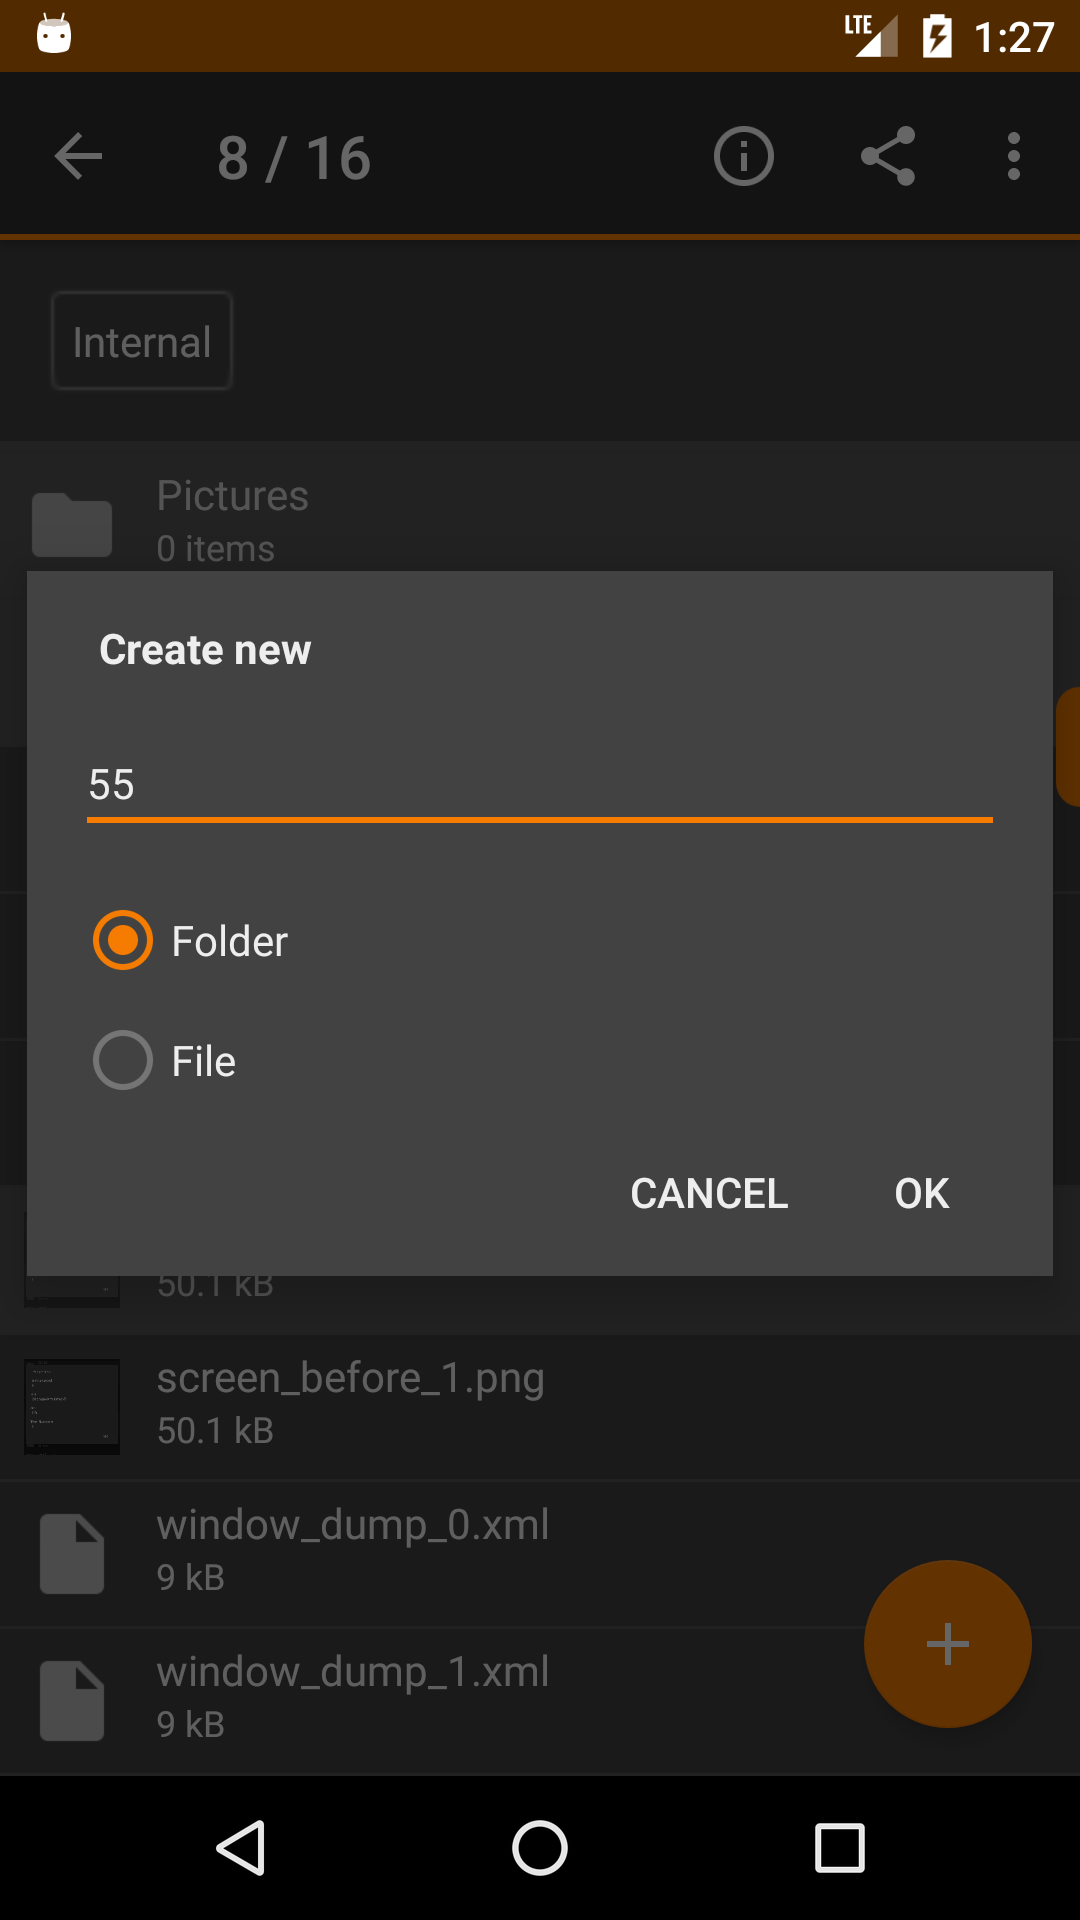 LTE 1:27
8 / 16
Internal
Pictures
0 items
Create new
55
Folder
File
CANCEL OK
50.1 kB
screen_before_1.png
50.1 kB
window_dump_0.xml
9 kB
window_dump_1.xml
9 kB